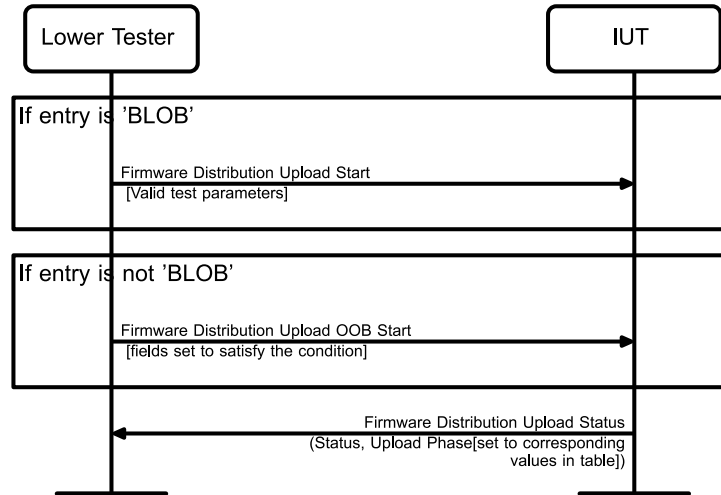 Lower Tester
IUT
If entry is ’BLOB’
Firmware Distribution Upload Start
[Valid test parameters]
If entry is not ’BLOB’
Firmware Distribution Upload OOB Start
[fields set to satisfy the condition]
Firmware Distribution Upload Status
(Status, Upload Phase[set to corresponding
values in table])